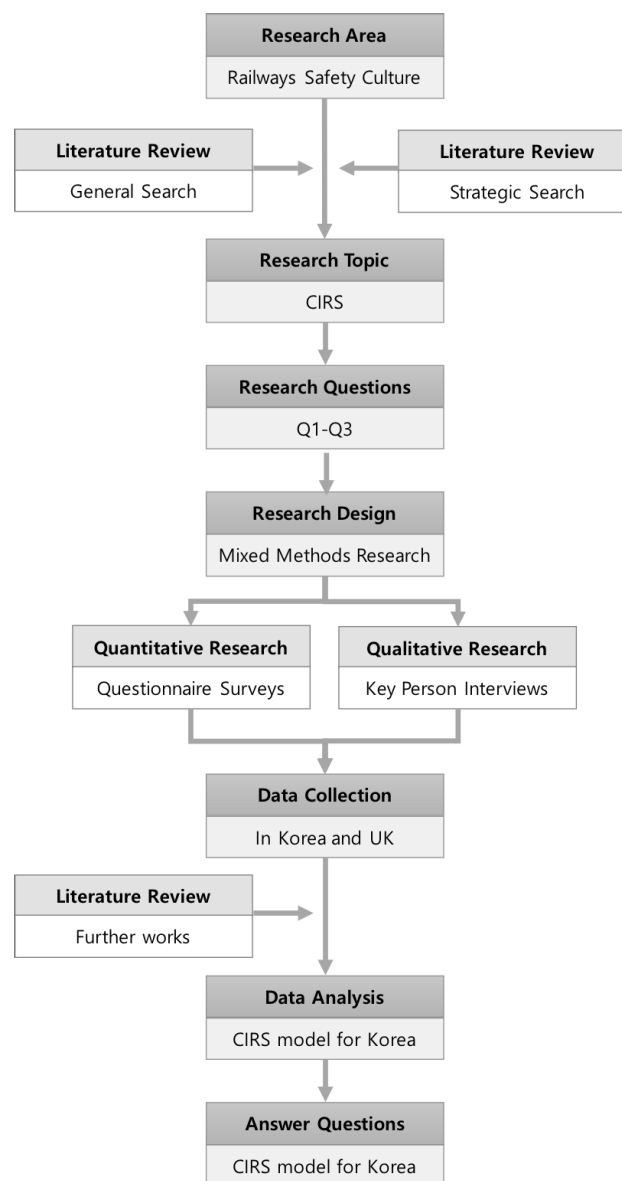 Research Area
Railways Safety Culture
Literature Review
General Search
Literature Review
Strategic Search
Research Topic
CIRS
Research Questions
Q1-Q3
Research Design
Mixed Methods Research
Quantitative Research
Questionnaire Surveys
Qualitative Research
Key Person Interviews
Data Collection
In Korea and UK
Literature Review
Further works
Data Analysis
CIRS model for Korea
Answer Questions
CIRS model for Korea